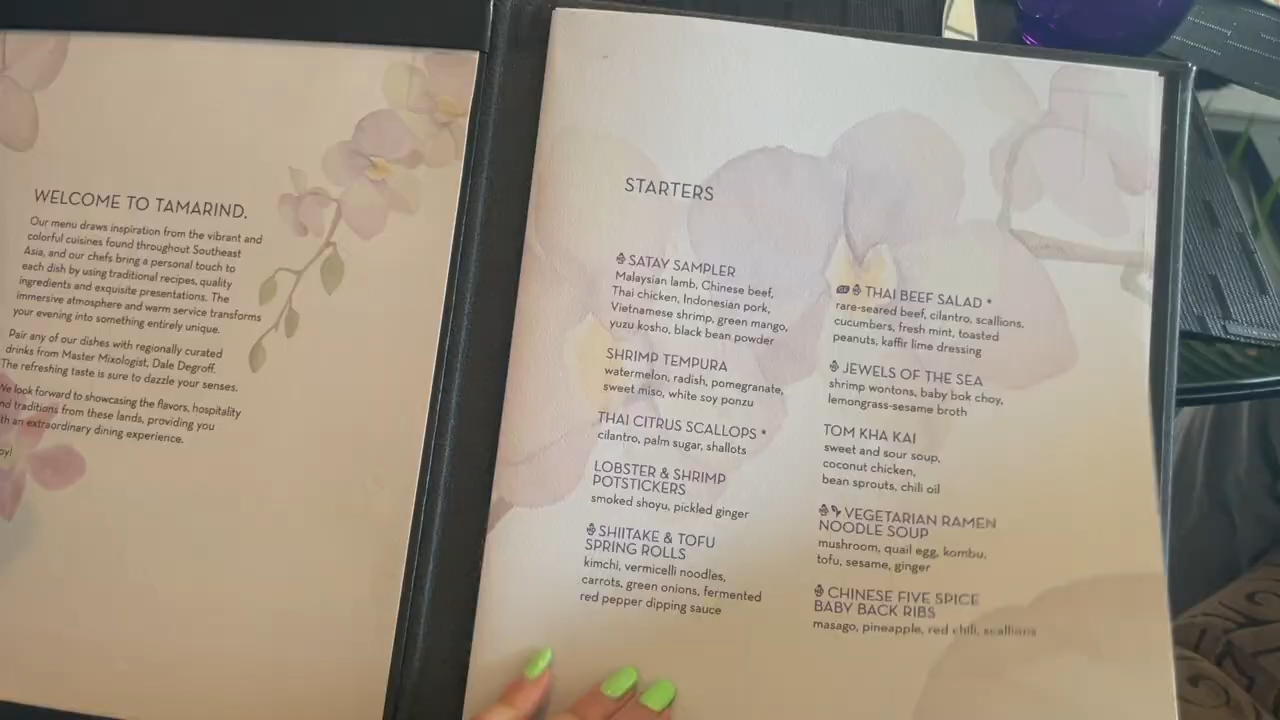 WELCOME TO TAMARIND.
Our menu draws inspiration from the vibrant and
colorful cuisines found throughout Southeast
Asia, and our chefs bring a personal touch to
each dish by using traditional recipes, quality
ingredients and exquisite presentations. The
immersive atmosphere and warm service transforms
your evening into something entirely unique.
Pair any of our dishes with regionally curated
drinks from Master Mixologist, Dale Degroff.
The refreshing taste is sure to dazzle your senses.
We look forward to showcasing the flavors, hospitality
nd traditions from these lands, providing you
th an extraordinary dining experience.
oy!
STARTERS
SATAY SAMPLER
Malaysian lamb, Chinese beef,
Thai chicken, Indonesian pork,
Vietnamese shrimp, green mango,
yuzu kosho, black bean powder
SHRIMP TEMPURA
watermelon, radish, pomegranate,
sweet miso, white soy ponzu
THAI CITRUS SCALLOPS *
cilantro, palm sugar, shallots
LOBSTER & SHRIMP
POTSTICKERS
smoked shoyu, pickled ginger
SHIITAKE & TOFU
SPRING ROLLS
kimchi, vermicelli noodles,
carrots, green onions, fermented
red pepper dipping sauce
THAI BEEF SALAD *
rare-seared beef, cilantro, scallions,
cucumbers, fresh mint, toasted
peanuts, kaffir lime dressing
JEWELS OF THE SEA
shrimp wontons, baby bok choy,
lemongrass-sesame broth
TOM KHA KAI
sweet and sour soup,
coconut chicken,
bean sprouts, chili oil
VEGETARIAN RAMEN
NOODLE SOUP
mushroom, quail egg, kombu,
tofu, sesame, ginger
CHINESE FIVE SPICE
BABY BACK RIBS
masago, pineapple, red chili, scallions